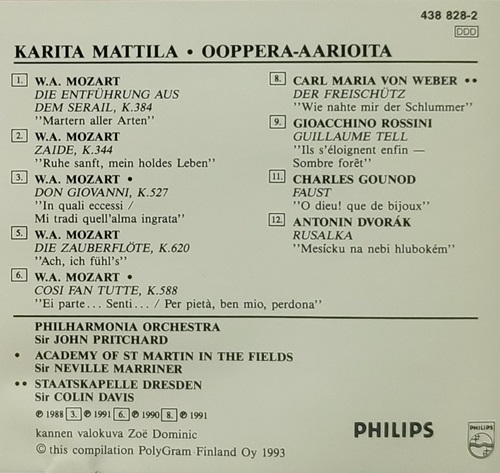 438 828-2
DDD
KARITA MATTILA • OOPPERA-AARIOITA
1. W.A. MOZART
DIE ENTFÜHRUNG AUS
DEM SERAIL, K.384
"Martern aller Arten"
2. W.A. MOZART
ZAIDE, K.344
"Ruhe sanft, mein holdes Leben"
3. W.A. MOZART •
DON GIOVANNI, K.527
"In quali eccessi /
Mi tradi quell'alma ingrata"
5. W.A. MOZART
DIE ZAUBERFLÖTE, K.620
"Ach, ich fühl's"
6. W.A. MOZART •
COSI FAN TUTTE, K.588
"Ei parte... Senti... / Per pietà, ben mio, perdona"
8. CARL MARIA VON WEBER ••
DER FREISCHÜTZ
"Wie nahte mir der Schlummer"
9. GIOACCHINO ROSSINI
GUILLAUME TELL
"Ils s'éloignent enfin —
Sombre forêt"
11. CHARLES GOUNOD
FAUST
"O dieu! que de bijoux"
12. ANTONIN DVORÁK
RUSALKA
"Mesícku na nebi hlubokém"
PHILHARMONIA ORCHESTRA
Sir JOHN PRITCHARD
• ACADEMY OF ST MARTIN IN THE FIELDS
Sir NEVILLE MARRINER
•• STAATSKAPELLE DRESDEN
Sir COLIN DAVIS
℗ 1988 3. ℗ 1991 6. ℗ 1990 8. ℗ 1991
kannen valokuva Zoë Dominic
© this compilation PolyGram Finland Oy 1993
PHILIPS
PHILIPS